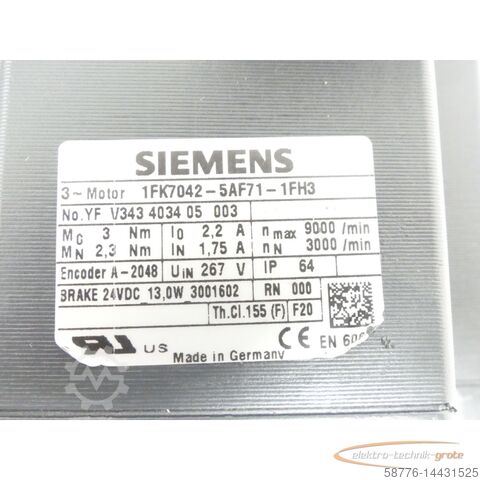 SIEMENS
3~Motor 1FK7042-5AF71-1FH3
No.YF V343 4034 05 003
M0 3 Nm I0 2,2 A nmax 9000 /min
MN 2,3 Nm IN 1,75 A nN 3000 /min
Encoder A-2048 UIN 267 V IP 64
BRAKE 24VDC 13,0W 3001602 RN 000
Th.Cl.155 (F) F20
US CE EN
Made in Germany
elektro-technik-grote
58776-14431525